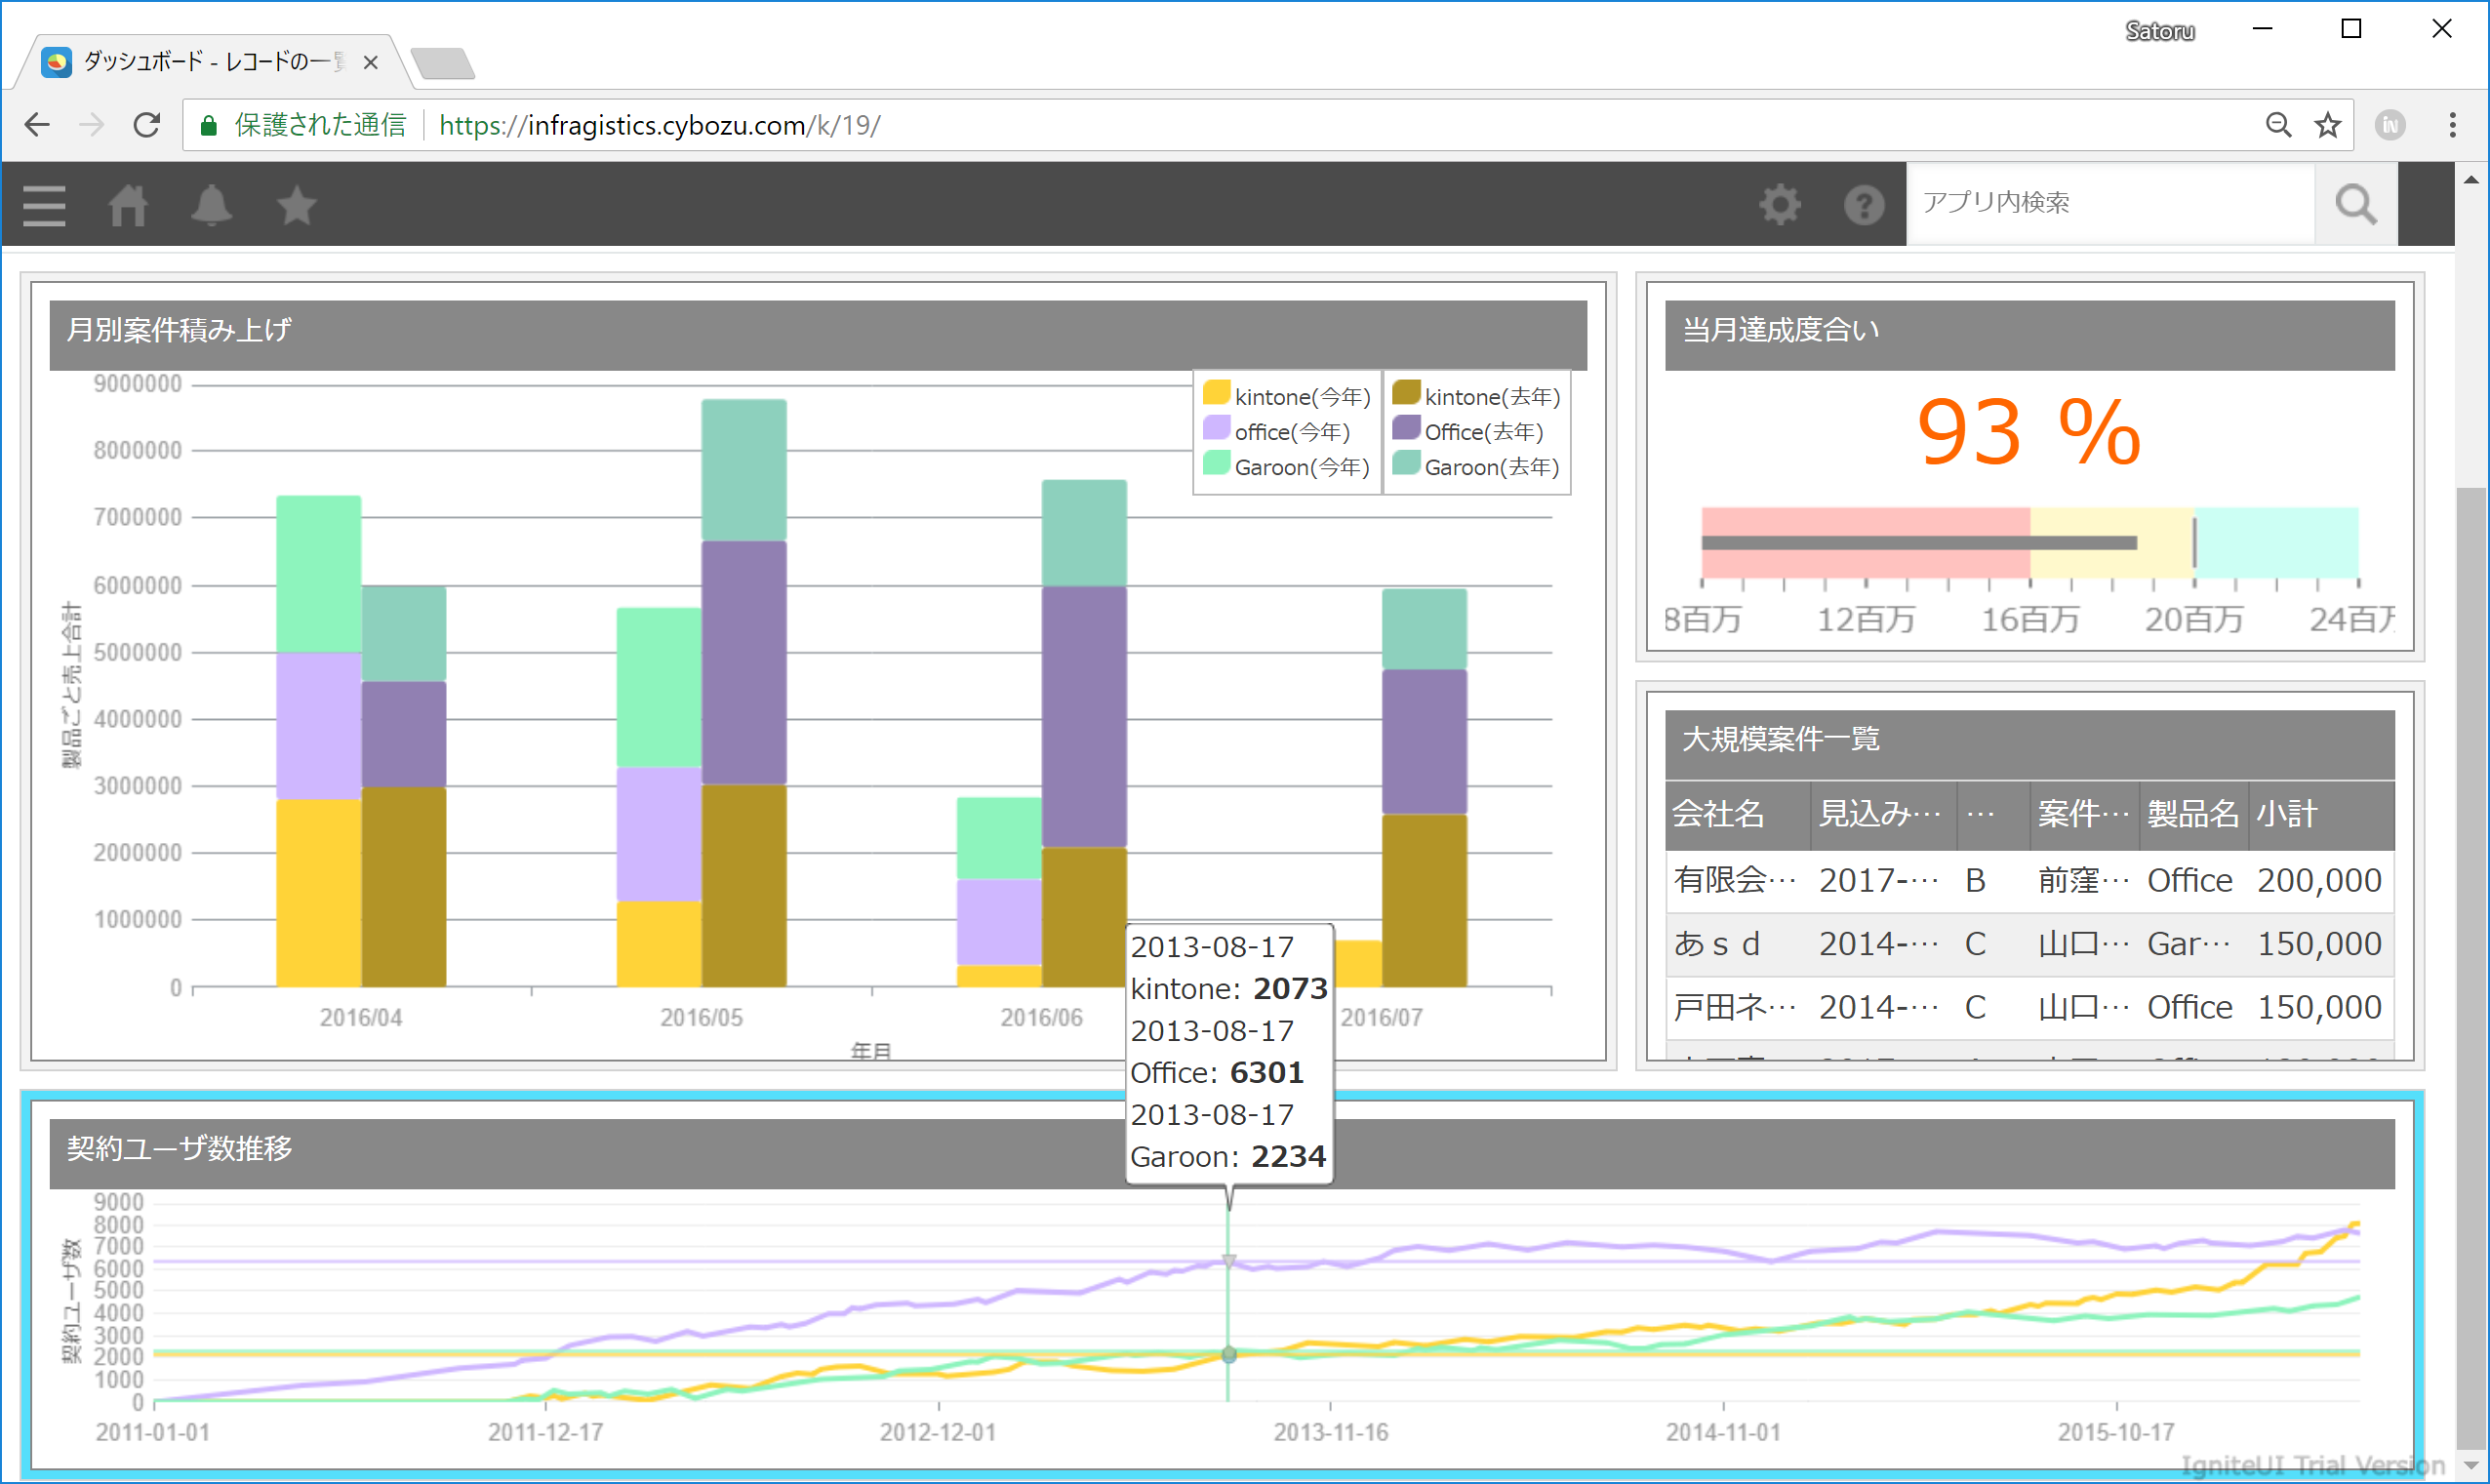 Satoru
ダッシュボード - レコードの一覧
保護された通信 https://infragistics.cybozu.com/k/19/
アプリ内検索
月別案件積み上げ
kintone(今年) kintone(去年)
office(今年) Office(去年)
Garoon(今年) Garoon(去年)
製品ごと売上合計
9000000
8000000
7000000
6000000
5000000
4000000
3000000
2000000
1000000
0
2016/04 2016/05 2016/06 2016/07
年月
当月達成度合い
93 %
8百万 12百万 16百万 20百万 24百万
大規模案件一覧
会社名 見込み… … 案件… 製品名 小計
有限会… 2017-… B 前窪… Office 200,000
あｓｄ 2014-… C 山口… Gar… 150,000
戸田ネ… 2014-… C 山口… Office 150,000
2013-08-17
kintone: 2073
2013-08-17
Office: 6301
2013-08-17
Garoon: 2234
契約ユーザ数推移
契約ユーザ数
9000
8000
7000
6000
5000
4000
3000
2000
1000
0
2011-01-01 2011-12-17 2012-12-01 2013-11-16 2014-11-01 2015-10-17
IgniteUI Trial Version